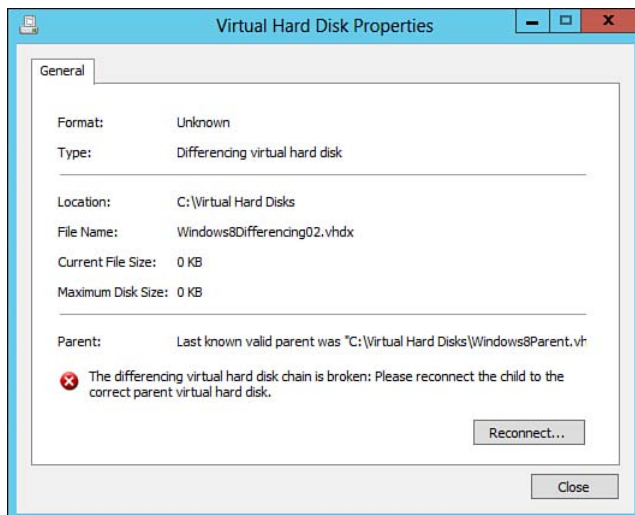 Virtual Hard Disk Properties
General
Format: Unknown
Type: Differencing virtual hard disk
Location: C:\Virtual Hard Disks
File Name: Windows8Differencing02.vhdx
Current File Size: 0 KB
Maximum Disk Size: 0 KB
Parent: Last known valid parent was "C:\Virtual Hard Disks\Windows8Parent.vh
The differencing virtual hard disk chain is broken: Please reconnect the child to the
correct parent virtual hard disk.
Reconnect...
Close